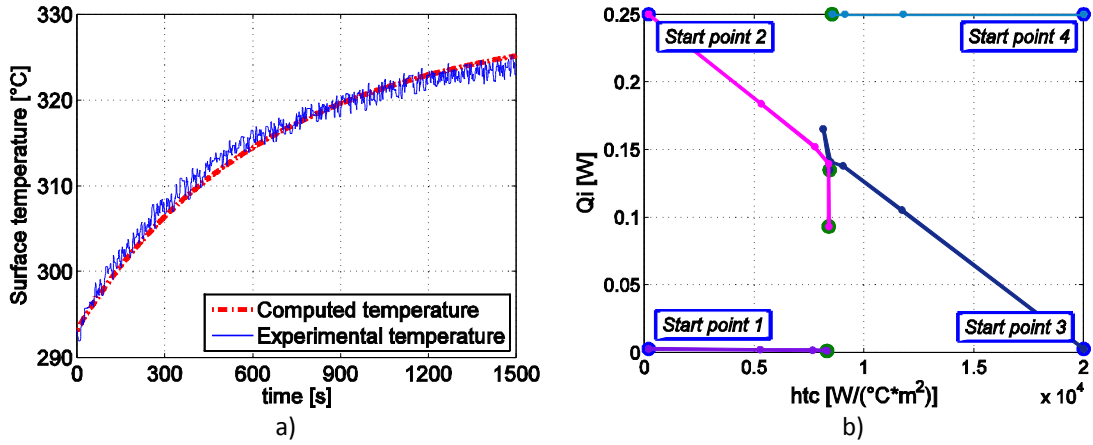 330
320
310
300
290
Surface temperature [°C]
0 300 600 900 1200 1500
time [s]
Computed temperature
Experimental temperature
a)
0.25
0.2
0.15
0.1
0.05
0
Qi [W]
Start point 2
Start point 4
Start point 1
Start point 3
0 0.5 1 1.5 2
x 10⁴
htc [W/(°C*m²)]
b)